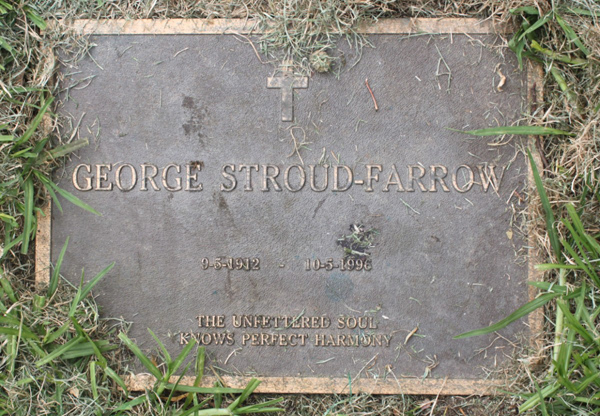 GEORGE STROUD-FARROW
9-5-1912 - 10-5-1996
THE UNFETTERED SOUL
KNOWS PERFECT HARMONY